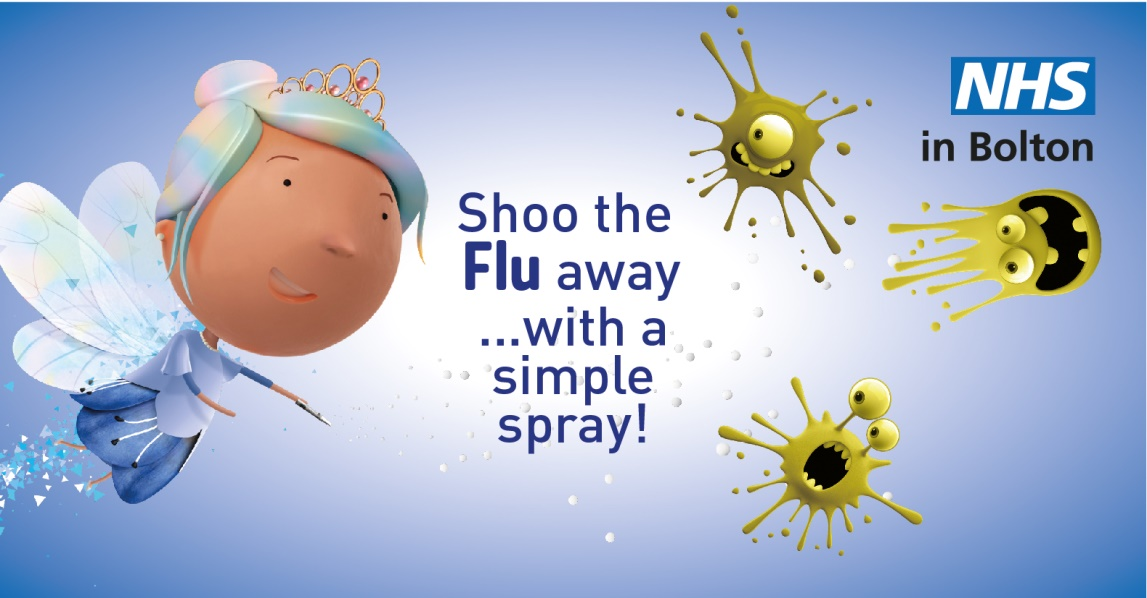 NHS
in Bolton
Shoo the
Flu away
...with a
simple
spray!